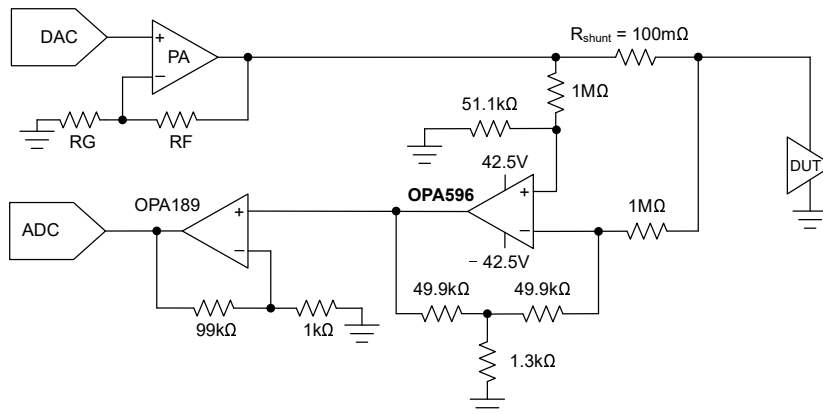 DAC
+
PA
−
RG
RF
Rshunt = 100mΩ
1MΩ
51.1kΩ
42.5V
OPA596
+
−
− 42.5V
1MΩ
DUT
OPA189
ADC
+
−
49.9kΩ
49.9kΩ
99kΩ
1kΩ
1.3kΩ